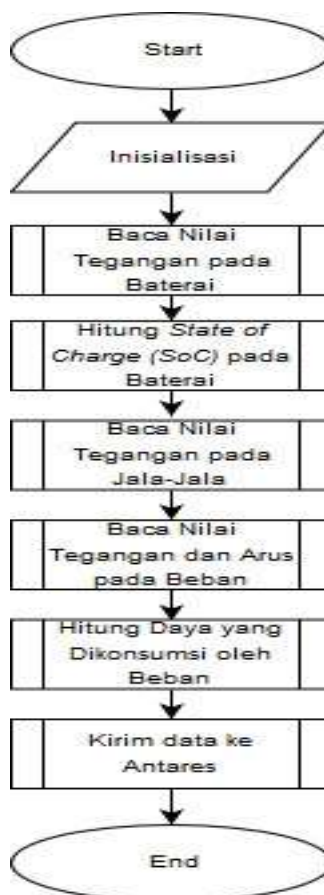 Start
Inisialisasi
Baca Nilai
Tegangan pada
Baterai
Hitung State of
Charge (SoC) pada
Baterai
Baca Nilai
Tegangan pada
Jala-Jala
Baca Nilai
Tegangan dan Arus
pada Beban
Hitung Daya yang
Dikonsumsi oleh
Beban
Kirim data ke
Antares
End